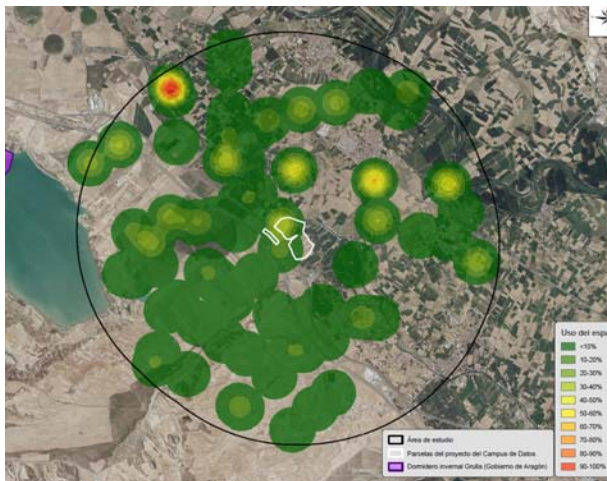 Uso del espa
<10%
10-20%
20-30%
30-40%
40-50%
50-60%
60-70%
70-80%
80-90%
90-100%
Área de estudio
Parcelas del proyecto del Campus de Datos
Dormidero invernal Grulla (Gobierno de Aragón)